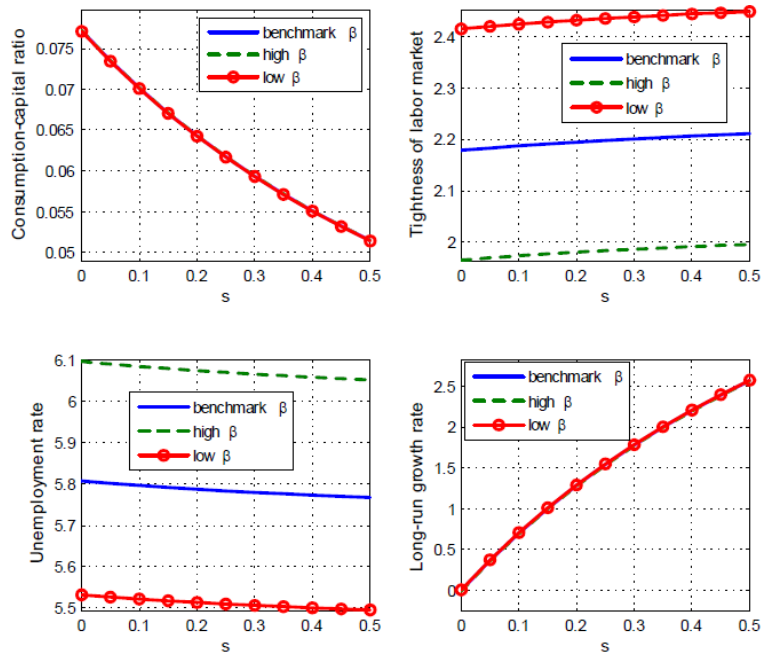 Consumption-capital ratio
0.075
0.07
0.065
0.06
0.055
0.05
benchmark β
high β
low β
0 0.1 0.2 0.3 0.4 0.5
s
Tightness of labor market
2.4
2.3
2.2
2.1
2
benchmark β
high β
low β
0 0.1 0.2 0.3 0.4 0.5
s
Unemployment rate
6.1
6
5.9
5.8
5.7
5.6
5.5
benchmark β
high β
low β
0 0.1 0.2 0.3 0.4 0.5
s
Long-run growth rate
2.5
2
1.5
1
0.5
0
benchmark β
high β
low β
0 0.1 0.2 0.3 0.4 0.5
s